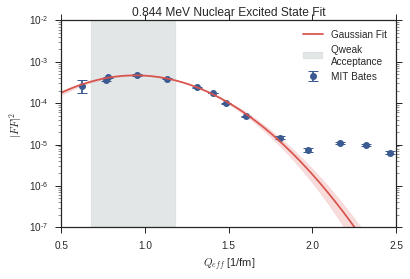 0.844 MeV Nuclear Excited State Fit
10^-2
10^-3
10^-4
10^-5
10^-6
10^-7
|FF|^2
Gaussian Fit
Qweak
Acceptance
MIT Bates
0.5 1.0 1.5 2.0 2.5
Q_eff [1/fm]